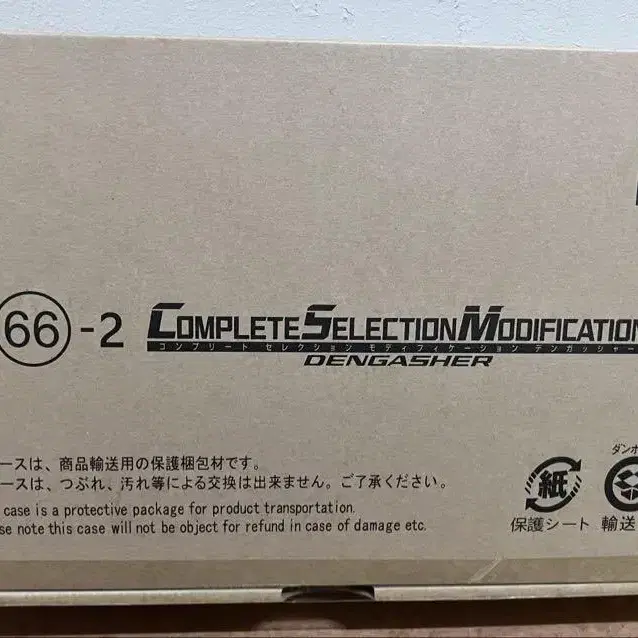 66-2 COMPLETE SELECTION MODIFICATION
コンプリート セレクション モディフィケーション デンガッシャー
DENGASHER
ースは、商品輸送用の保護梱包材です。
ースは、つぶれ、汚れ等による交換は出来ません。ご了承ください。
case is a protective package for product transportation.
se note this case will not be object for refund in case of damage etc.
ダンボ
紙
保護シート 輸送